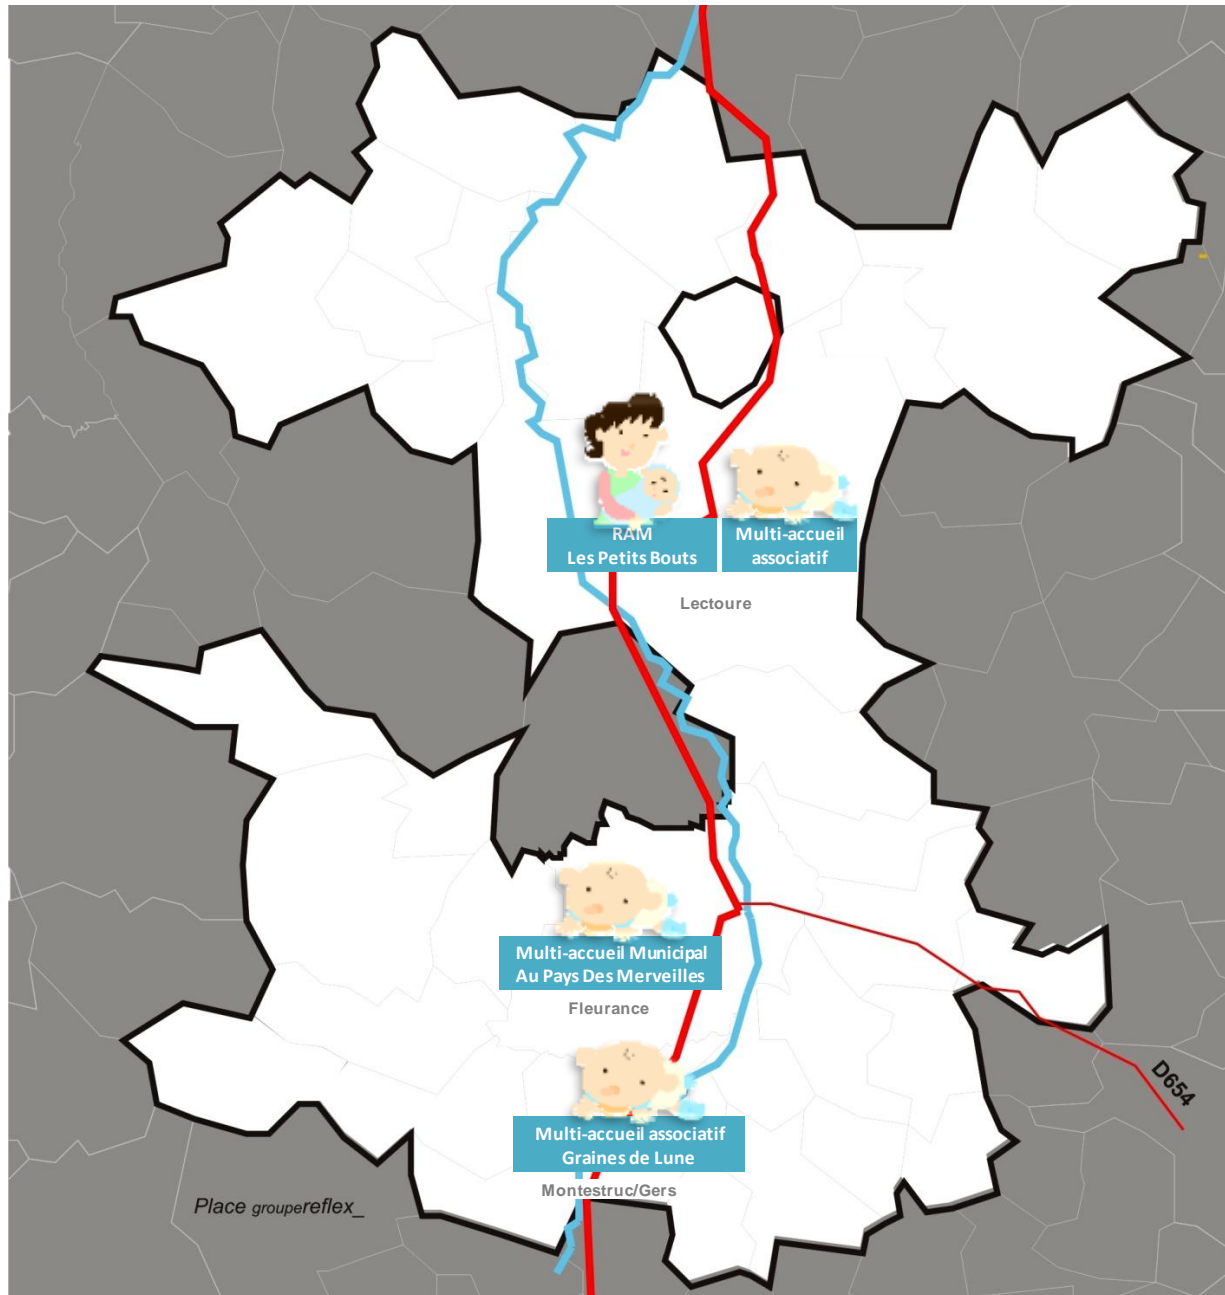 RAM
Les Petits Bouts
Multi-accueil
associatif
Lectoure
Multi-accueil Municipal
Au Pays Des Merveilles
Fleurance
D654
Multi-accueil associatif
Graines de Lune
Montestruc/Gers
Place groupereflex_